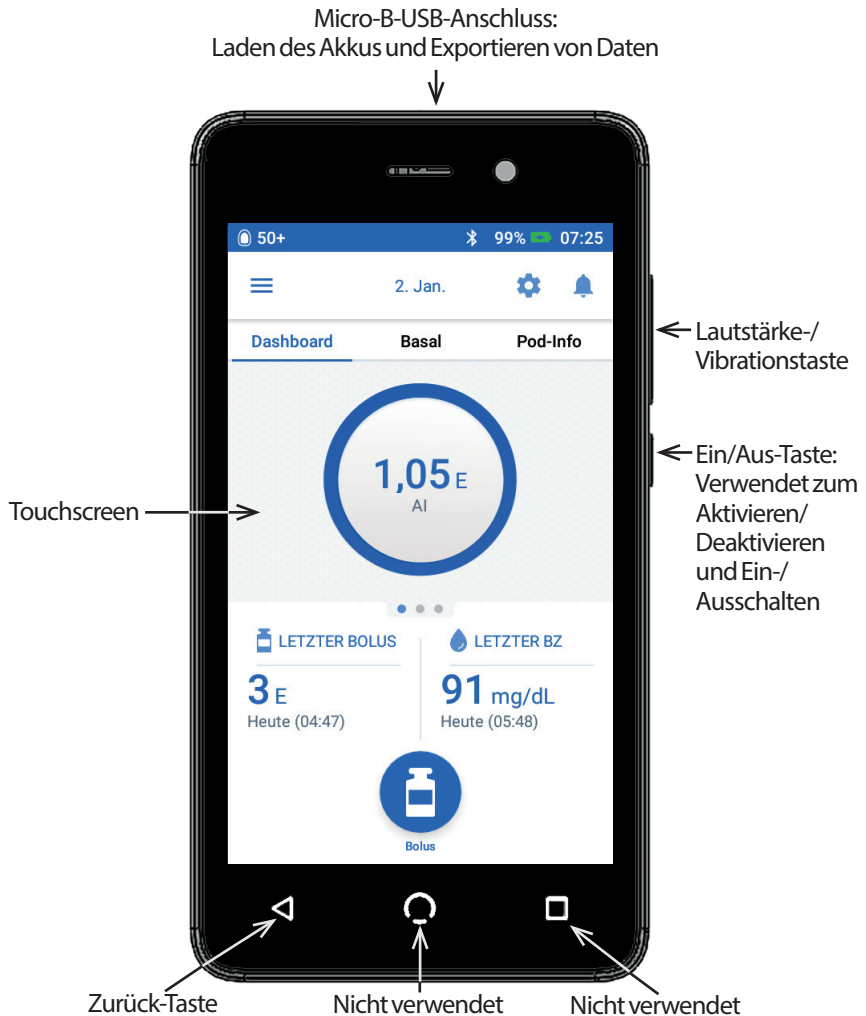 Micro-B-USB-Anschluss:
Laden des Akkus und Exportieren von Daten
50+
99%
07:25
2. Jan.
Dashboard
Basal
Pod-Info
Lautstärke-/
Vibrationstaste
1,05 E
AI
Ein/Aus-Taste:
Verwendet zum
Aktivieren/
Deaktivieren
und Ein-/
Ausschalten
Touchscreen
LETZTER BOLUS
3 E
Heute (04:47)
LETZTER BZ
91 mg/dL
Heute (05:48)
Bolus
Zurück-Taste
Nicht verwendet
Nicht verwendet